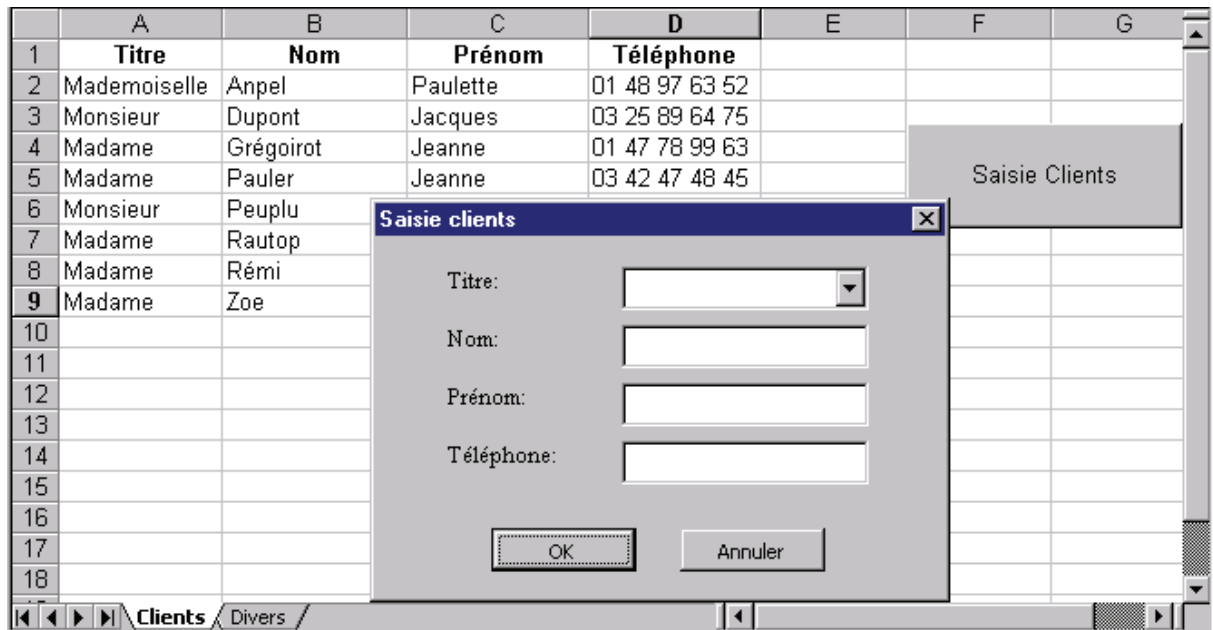 A B C D E F G
1 Titre Nom Prénom Téléphone
2 Mademoiselle Anpel Paulette 01 48 97 63 52
3 Monsieur Dupont Jacques 03 25 89 64 75
4 Madame Grégoirot Jeanne 01 47 78 99 63
5 Madame Pauler Jeanne 03 42 47 48 45
Saisie Clients
6 Monsieur Peuplu
7 Madame Rautop
8 Madame Rémi
9 Madame Zoe
10
11
12
13
14
15
16
17
18
Saisie clients
Titre:
Nom:
Prénom:
Téléphone:
OK Annuler
Clients Divers